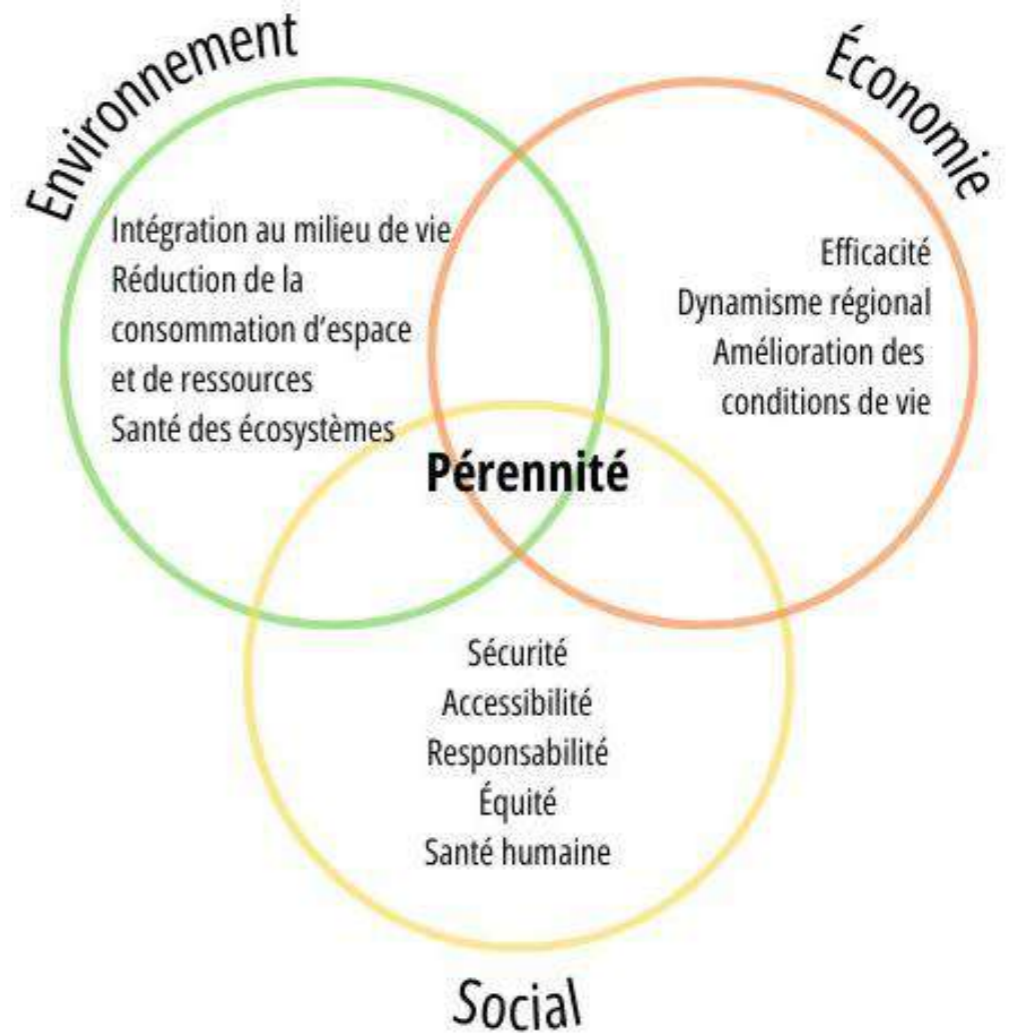 Environnement
Économie
Intégration au milieu de vie
Réduction de la
consommation d'espace
et de ressources
Santé des écosystèmes
Efficacité
Dynamisme régional
Amélioration des
conditions de vie
Pérennité
Sécurité
Accessibilité
Responsabilité
Équité
Santé humaine
Social